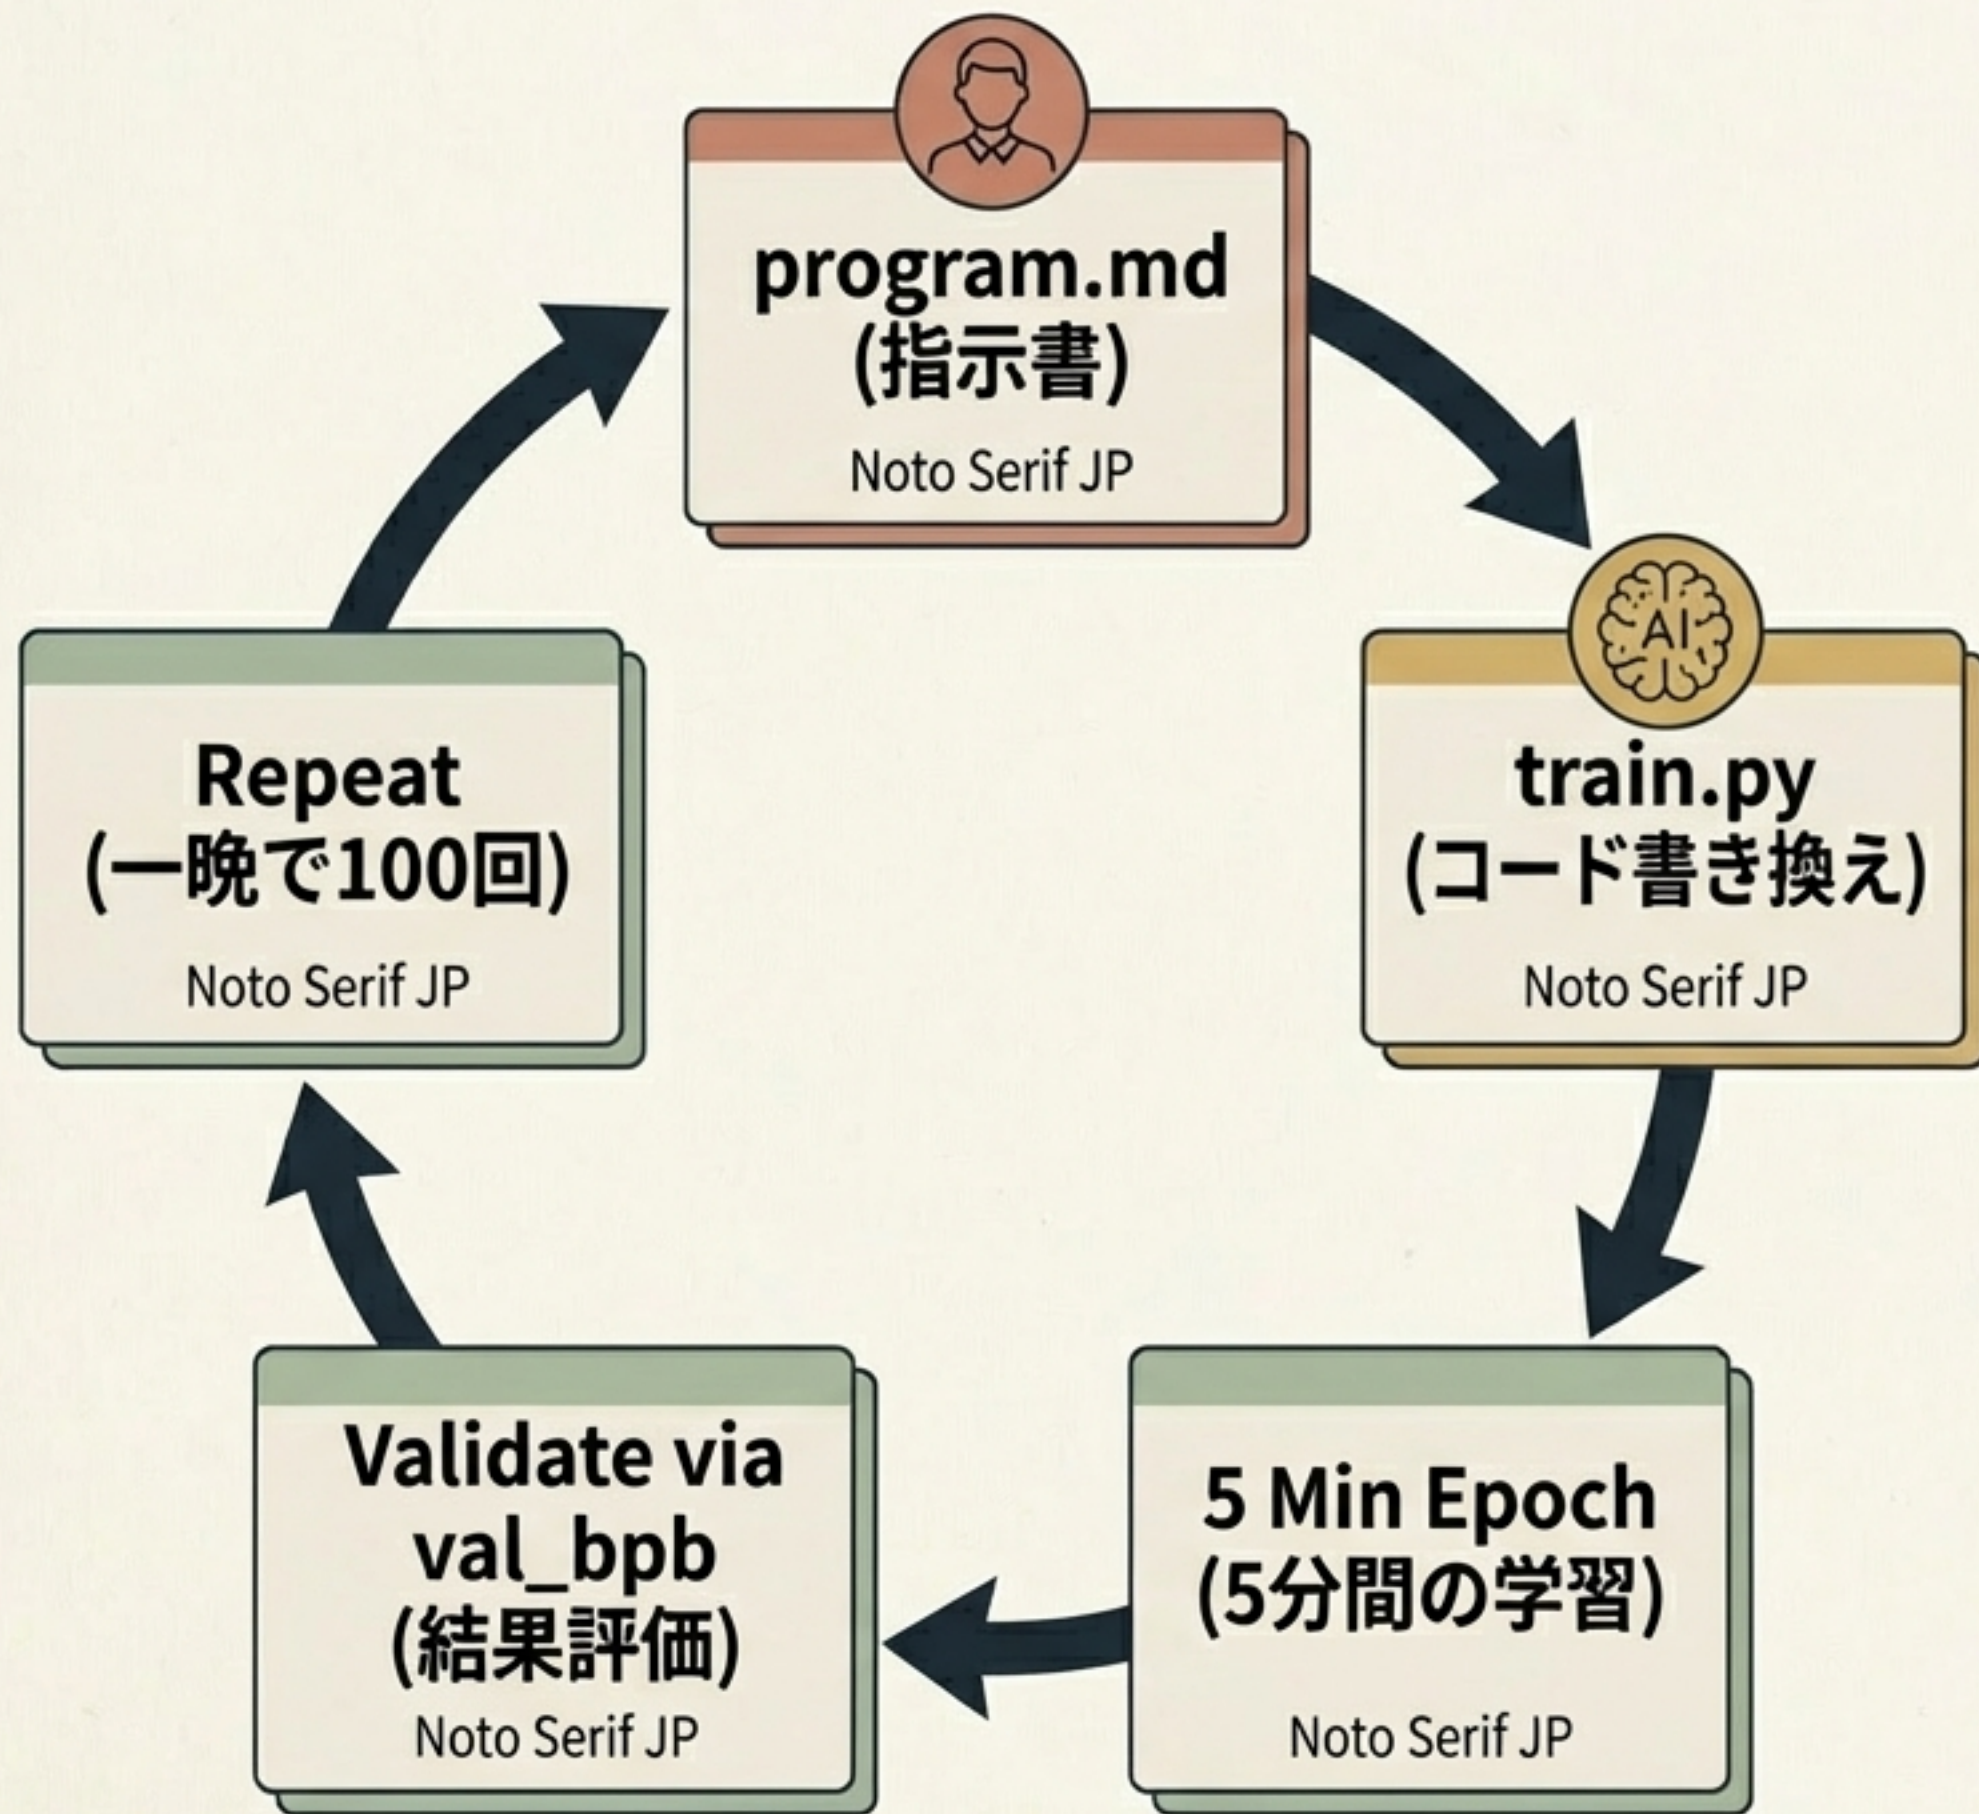 program.md
(指示書)
Noto Serif JP
AI
train.py
(コード書き換え)
Noto Serif JP
5 Min Epoch
(5分間の学習)
Noto Serif JP
Validate via
val_bpb
(結果評価)
Noto Serif JP
Repeat
(一晩で100回)
Noto Serif JP